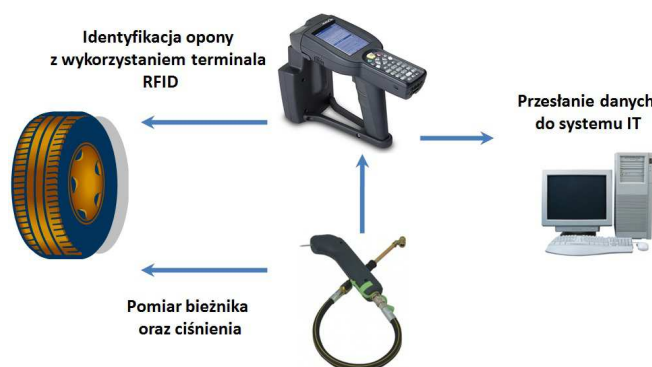 Identyfikacja opony
z wykorzystaniem terminala
RFID
Przesłanie danych
do systemu IT
Pomiar bieżnika
oraz ciśnienia